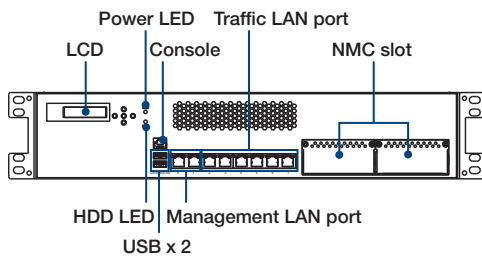 Power LED Traffic LAN port
LCD Console NMC slot
HDD LED Management LAN port
USB x 2